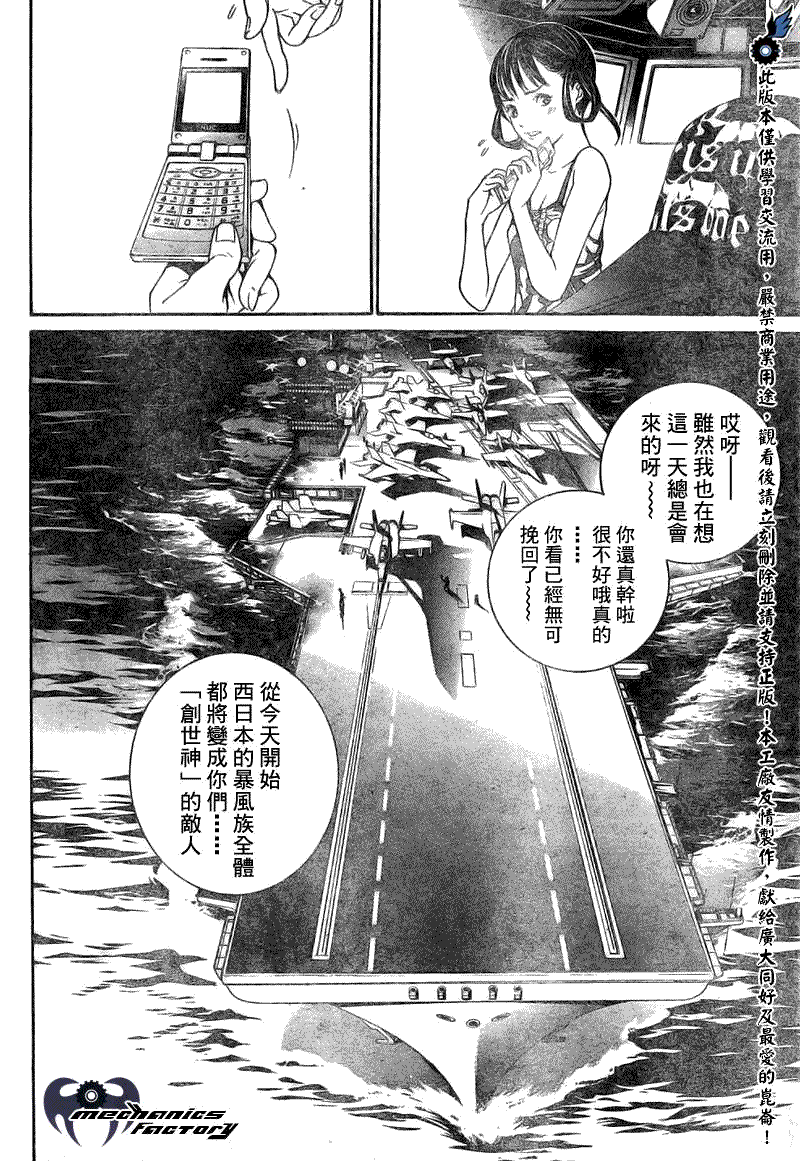 哎呀——
雖然我也在想
這一天總是會
來的呀～～
你還真幹啦
很不好哦真的
……
你看已經無可
挽回了～～
從今天開始
西日本的暴風族全體
都將變成你們……
「創世神」的敵人
此版本僅供學習交流用，嚴禁商業用途，觀看後請立刻刪除並請支持正版！本工廠友情製作，獻給廣大同好及最愛的崑崙！
mechanics
factory